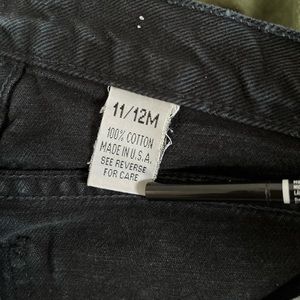 11/12M
100% COTTON
MADE IN U.S.A.
SEE REVERSE
FOR CARE